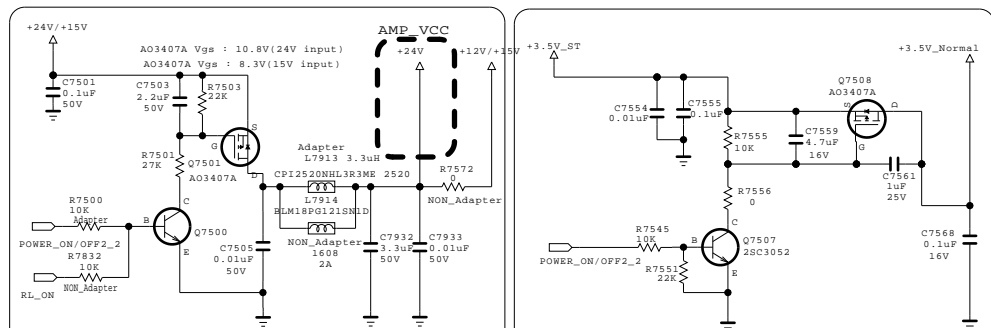 +24V/+15V
AO3407A Vgs : 10.8V(24V input)
AO3407A Vgs : 8.3V(15V input)
C7501
0.1uF
50V
C7503
2.2uF
50V
R7503
22K
S
G
D
R7501
27K
Q7501
AO3407A
AMP_VCC
+24V
+12V/+15V
Adapter
L7913 3.3uH
CPI2520NHL3R3ME 2520
L7914
BLM18PG121SN1D
NON_Adapter
1608
2A
R7572
0
NON_Adapter
R7500
10K
Adapter
POWER_ON/OFF2_2
R7832
10K
NON_Adapter
RL_ON
B
C
E
Q7500
C7505
0.01uF
50V
C7932
3.3uF
50V
C7933
0.01uF
50V
+3.5V_ST
+3.5V_Normal
C7554
0.01uF
C7555
0.1uF
R7555
10K
C7559
4.7uF
16V
Q7508
AO3407A
S
D
G
C7561
1uF
25V
R7556
0
R7545
10K
POWER_ON/OFF2_2
R7551
22K
B
C
E
Q7507
2SC3052
C7568
0.1uF
16V